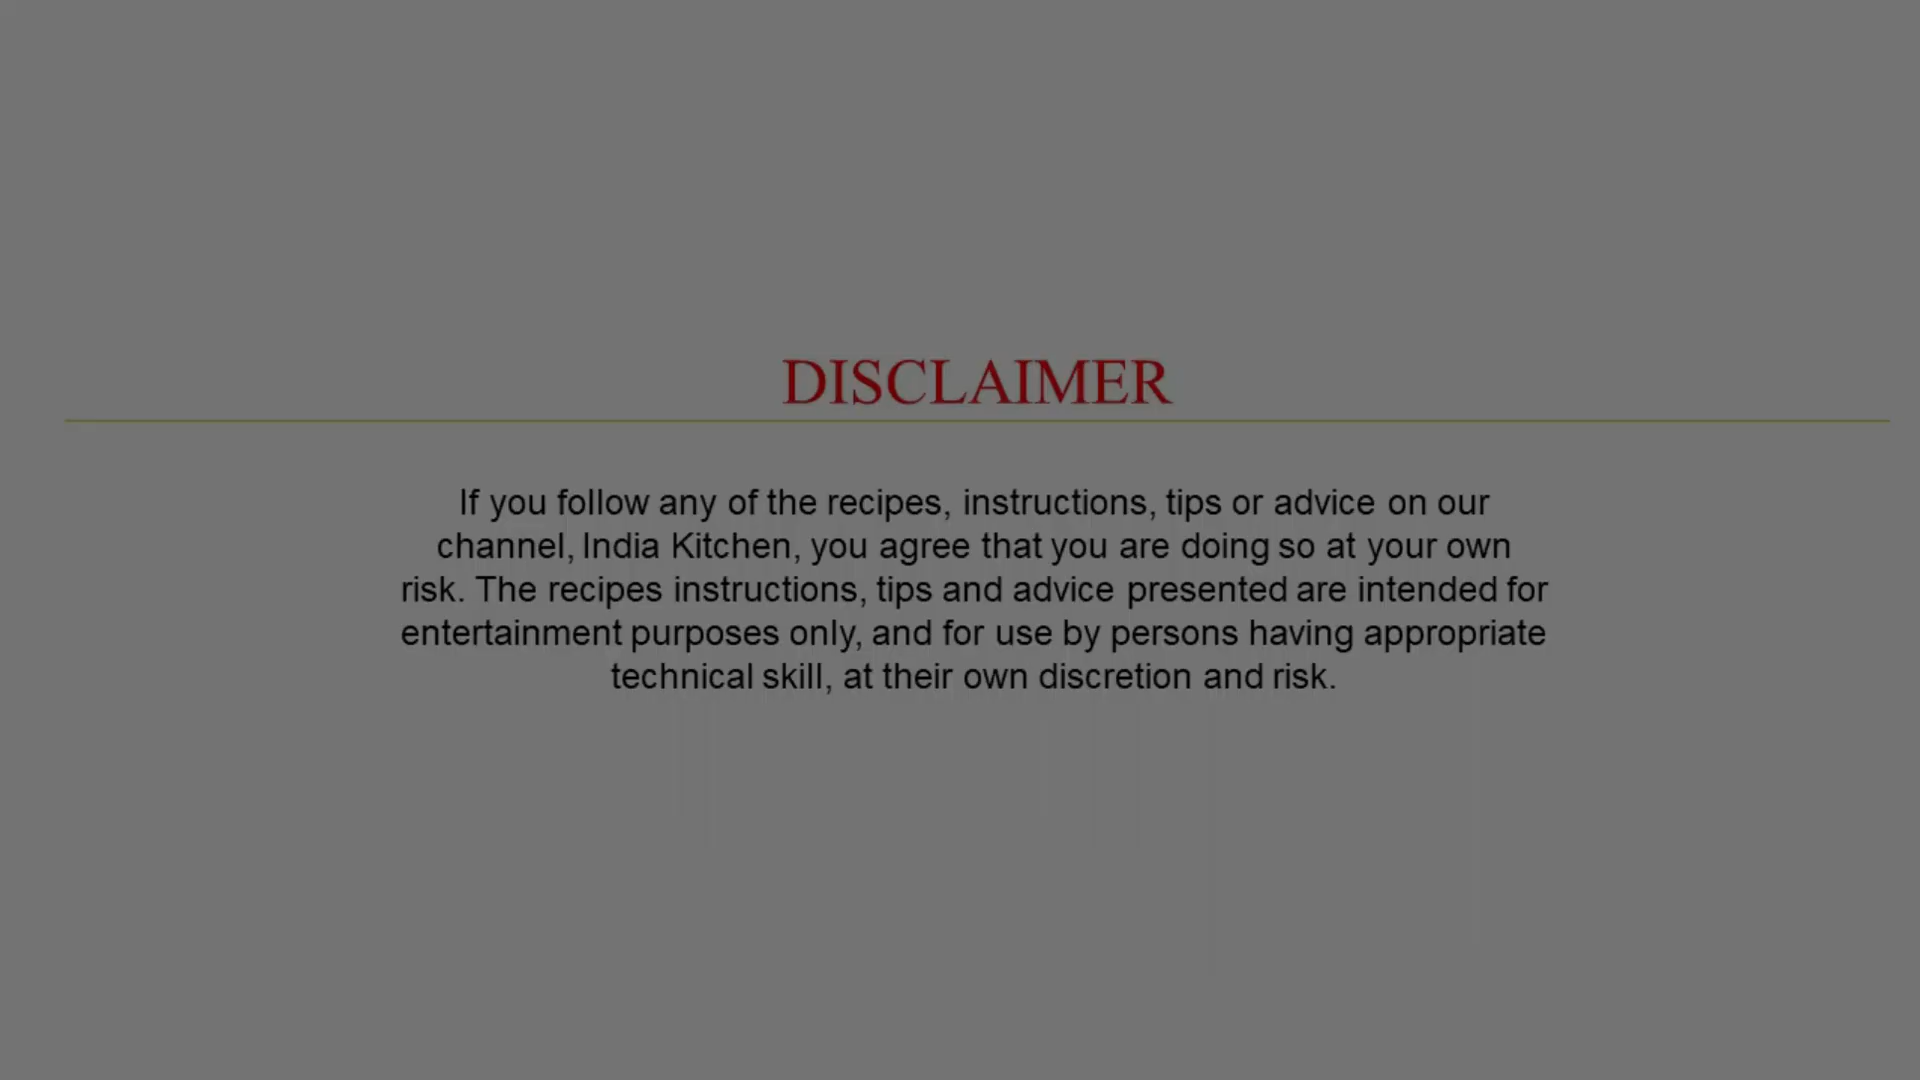 DISCLAIMER
If you follow any of the recipes, instructions, tips or advice on our
channel, India Kitchen, you agree that you are doing so at your own
risk. The recipes instructions, tips and advice presented are intended for
entertainment purposes only, and for use by persons having appropriate
technical skill, at their own discretion and risk.